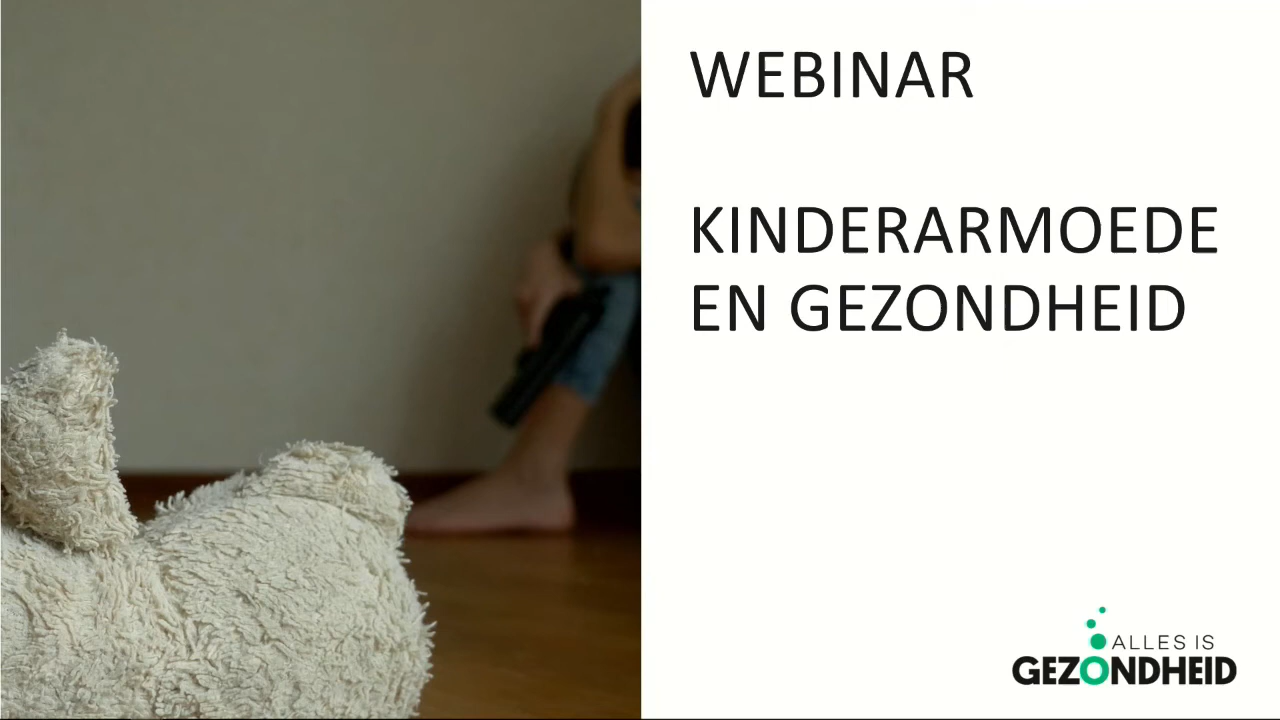 WEBINAR
KINDERARMOEDE
EN GEZONDHEID
ALLES IS
GEZONDHEID